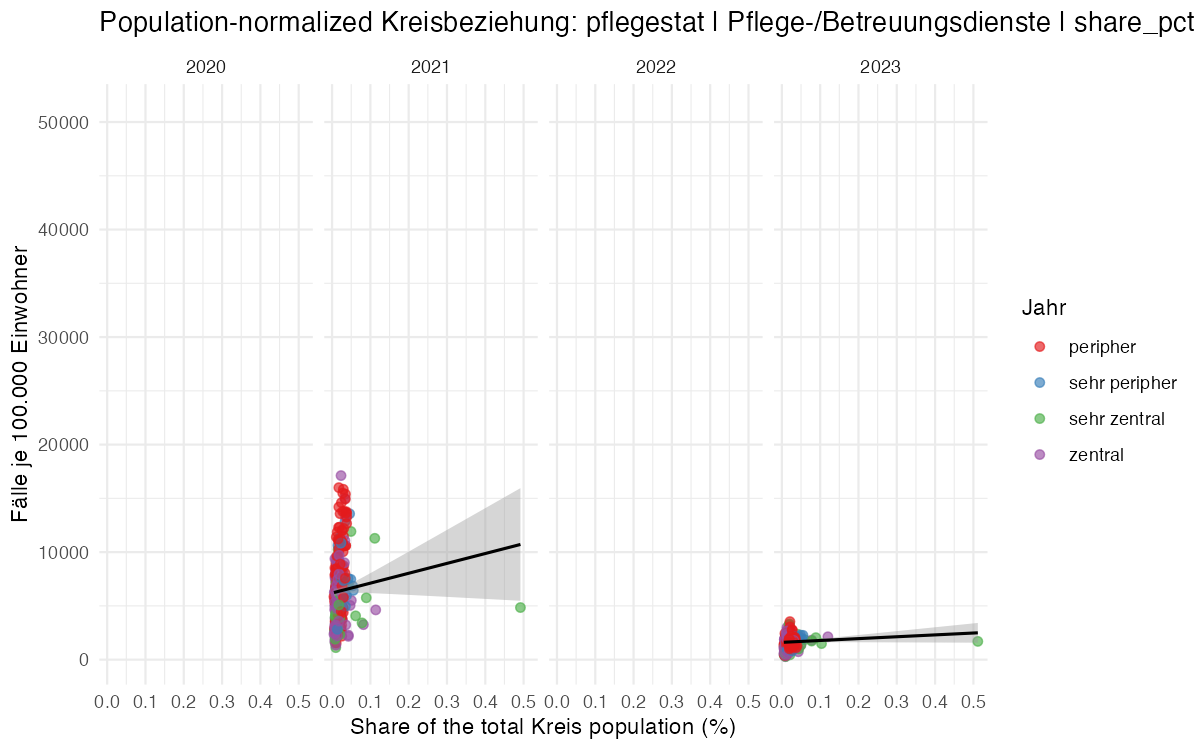 Population-normalized Kreisbeziehung: pflegestat | Pflege-/Betreuungsdienste | share_pct
2020 2021 2022 2023
50000
40000
30000
20000
10000
0
Fälle je 100.000 Einwohner
0.0 0.1 0.2 0.3 0.4 0.5 0.0 0.1 0.2 0.3 0.4 0.5 0.0 0.1 0.2 0.3 0.4 0.5 0.0 0.1 0.2 0.3 0.4 0.5
Share of the total Kreis population (%)
Jahr
peripher
sehr peripher
sehr zentral
zentral